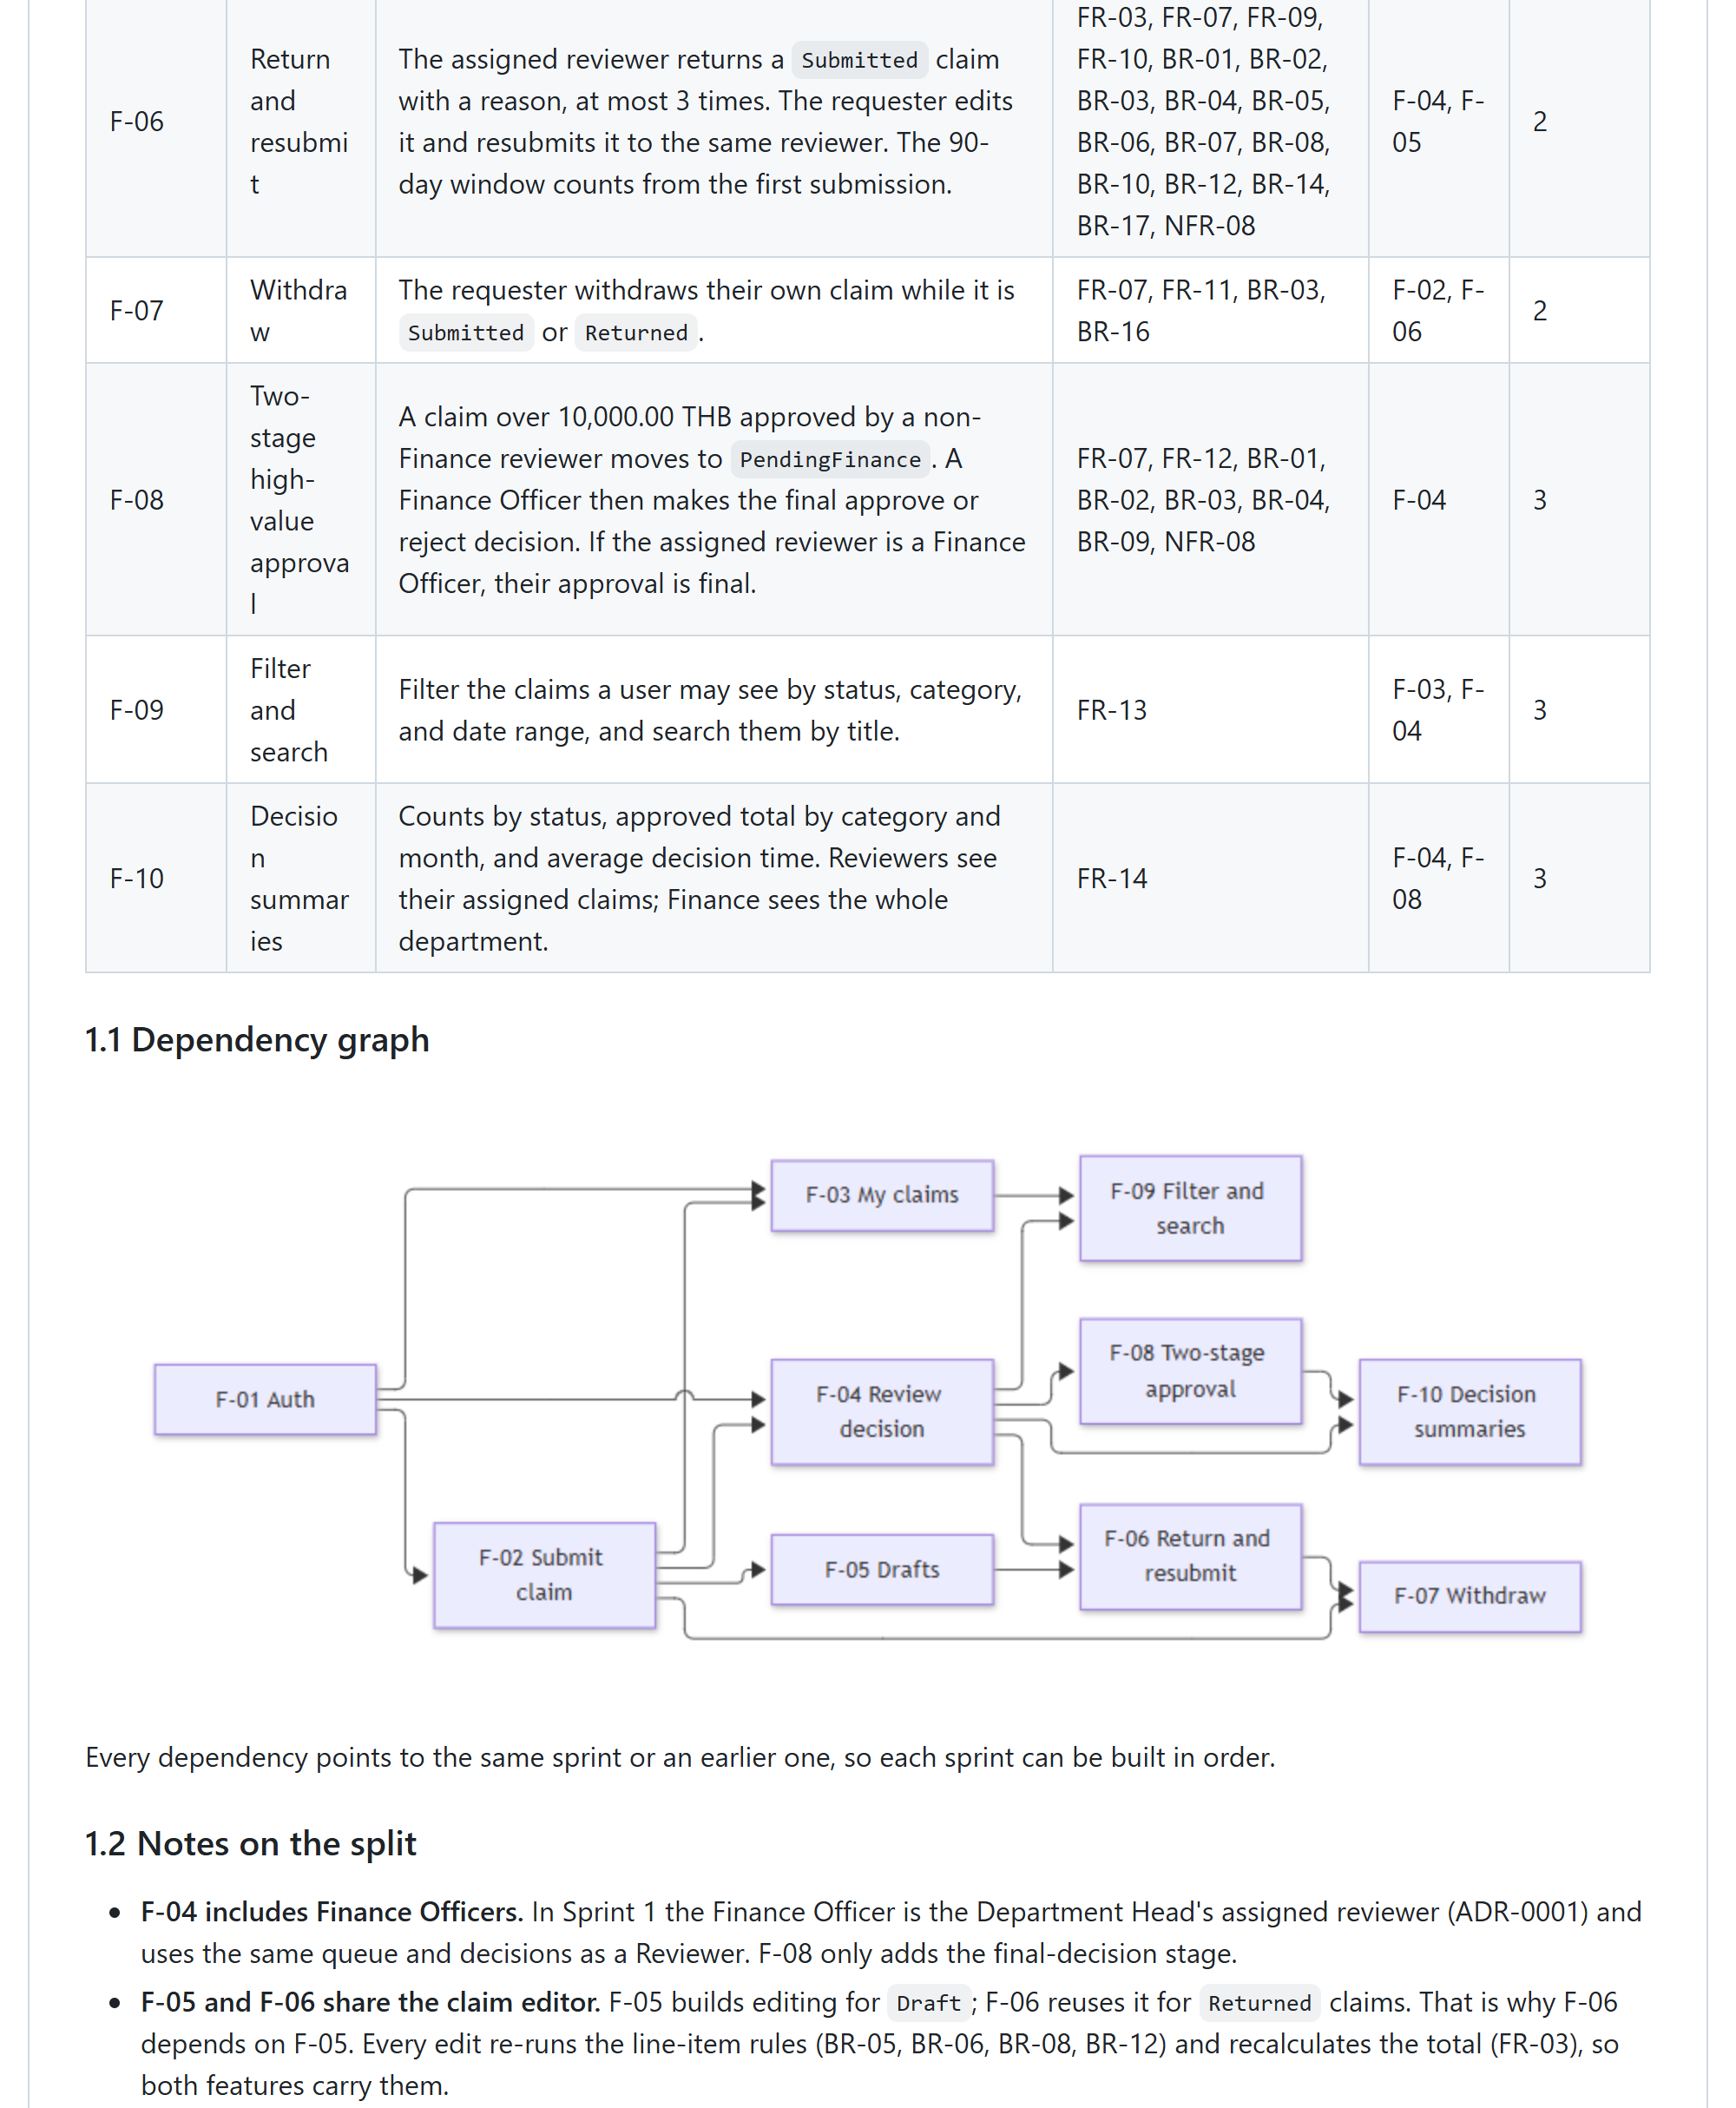 FR-03, FR-07, FR-09,
FR-10, BR-01, BR-02,
BR-03, BR-04, BR-05,
BR-06, BR-07, BR-08,
BR-10, BR-12, BR-14,
BR-17, NFR-08
F-06
Return
and
resubmi
t
The assigned reviewer returns a Submitted claim
with a reason, at most 3 times. The requester edits
it and resubmits it to the same reviewer. The 90-
day window counts from the first submission.
F-04, F-
05
2
F-07
Withdra
w
The requester withdraws their own claim while it is
Submitted or Returned.
FR-07, FR-11, BR-03,
BR-16
F-02, F-
06
2
F-08
Two-
stage
high-
value
approva
l
A claim over 10,000.00 THB approved by a non-
Finance reviewer moves to PendingFinance. A
Finance Officer then makes the final approve or
reject decision. If the assigned reviewer is a Finance
Officer, their approval is final.
FR-07, FR-12, BR-01,
BR-02, BR-03, BR-04,
BR-09, NFR-08
F-04
3
F-09
Filter
and
search
Filter the claims a user may see by status, category,
and date range, and search them by title.
FR-13
F-03, F-
04
3
F-10
Decisio
n
summar
ies
Counts by status, approved total by category and
month, and average decision time. Reviewers see
their assigned claims; Finance sees the whole
department.
FR-14
F-04, F-
08
3
1.1 Dependency graph
F-03 My claims
F-09 Filter and
search
F-01 Auth
F-04 Review
decision
F-08 Two-stage
approval
F-10 Decision
summaries
F-02 Submit
claim
F-05 Drafts
F-06 Return and
resubmit
F-07 Withdraw
Every dependency points to the same sprint or an earlier one, so each sprint can be built in order.
1.2 Notes on the split
• F-04 includes Finance Officers. In Sprint 1 the Finance Officer is the Department Head's assigned reviewer (ADR-0001) and
uses the same queue and decisions as a Reviewer. F-08 only adds the final-decision stage.
• F-05 and F-06 share the claim editor. F-05 builds editing for Draft; F-06 reuses it for Returned claims. That is why F-06
depends on F-05. Every edit re-runs the line-item rules (BR-05, BR-06, BR-08, BR-12) and recalculates the total (FR-03), so
both features carry them.